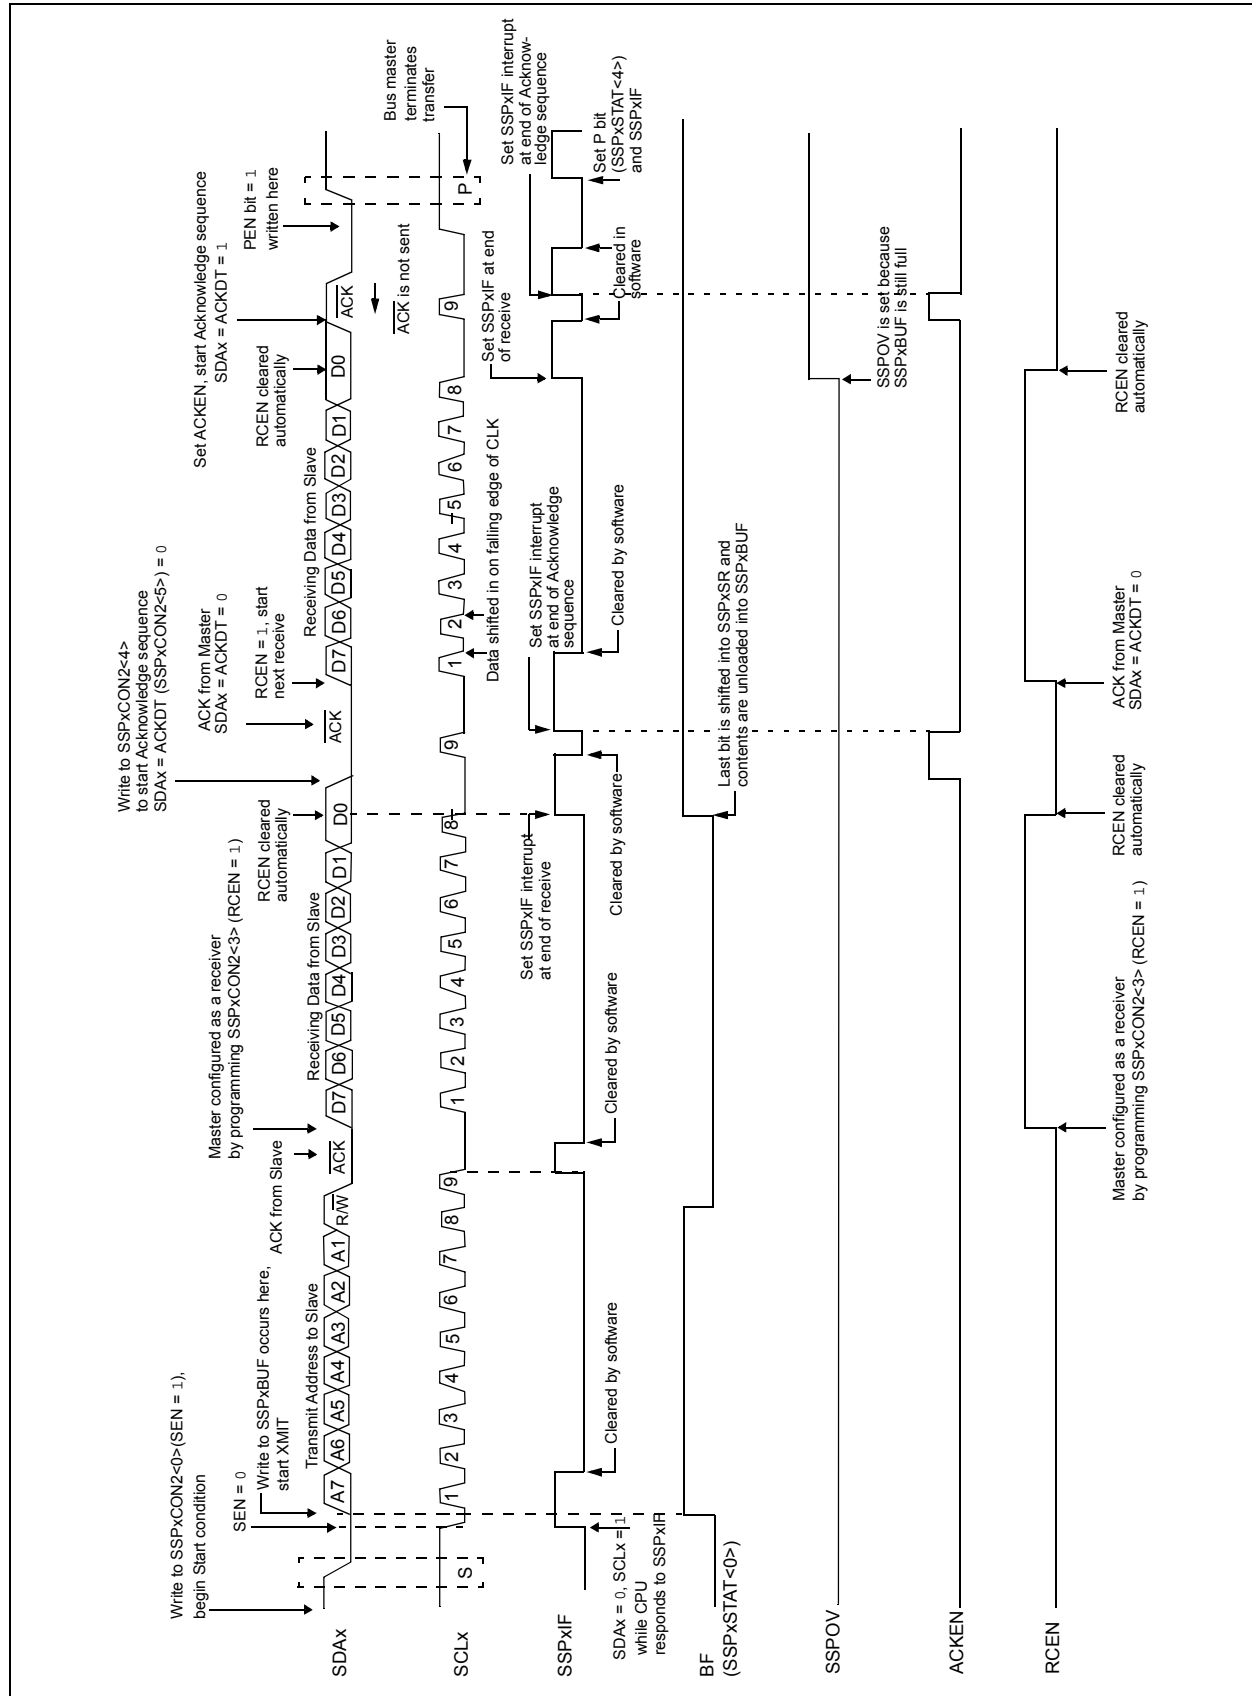 Write to SSPxCON2<0>(SEN = 1),
begin Start condition
SEN = 0
Write to SSPxBUF occurs here,
start XMIT
ACK from Slave
Master configured as a receiver
by programming SSPxCON2<3> (RCEN = 1)
RCEN cleared
automatically
Write to SSPxCON2<4>
to start Acknowledge sequence
SDAx = ACKDT (SSPxCON2<5>) = 0
ACK from Master
SDAx = ACKDT = 0
RCEN = 1, start
next receive
Set ACKEN, start Acknowledge sequence
SDAx = ACKDT = 1
RCEN cleared
automatically
PEN bit = 1
written here
SDAx
Transmit Address to Slave
A7 A6 A5 A4 A3 A2 A1 R/W ACK
Receiving Data from Slave
D7 D6 D5 D4 D3 D2 D1 D0 ACK
Receiving Data from Slave
D7 D6 D5 D4 D3 D2 D1 D0 ACK
ACK is not sent
Bus master
terminates
transfer
SCLx
S 1 2 3 4 5 6 7 8 9 1 2 3 4 5 6 7 8 9 1 2 3 4 5 6 7 8 9 P
Data shifted in on falling edge of CLK
Set SSPxIF interrupt
at end of receive
Set SSPxIF interrupt
at end of Acknowledge
sequence
Set SSPxIF at end
of receive
Set SSPxIF interrupt
at end of Acknow-
ledge sequence
SSPxIF
SDAx = 0, SCLx = 1
while CPU
responds to SSPxIF
Cleared by software
Cleared by software
Cleared by software
Cleared by software
Cleared in
software
Set P bit
(SSPxSTAT<4>)
and SSPxIF
BF
(SSPxSTAT<0>)
Last bit is shifted into SSPxSR and
contents are unloaded into SSPxBUF
SSPOV
SSPOV is set because
SSPxBUF is still full
ACKEN
RCEN
Master configured as a receiver
by programming SSPxCON2<3> (RCEN = 1)
RCEN cleared
automatically
ACK from Master
SDAx = ACKDT = 0
RCEN cleared
automatically